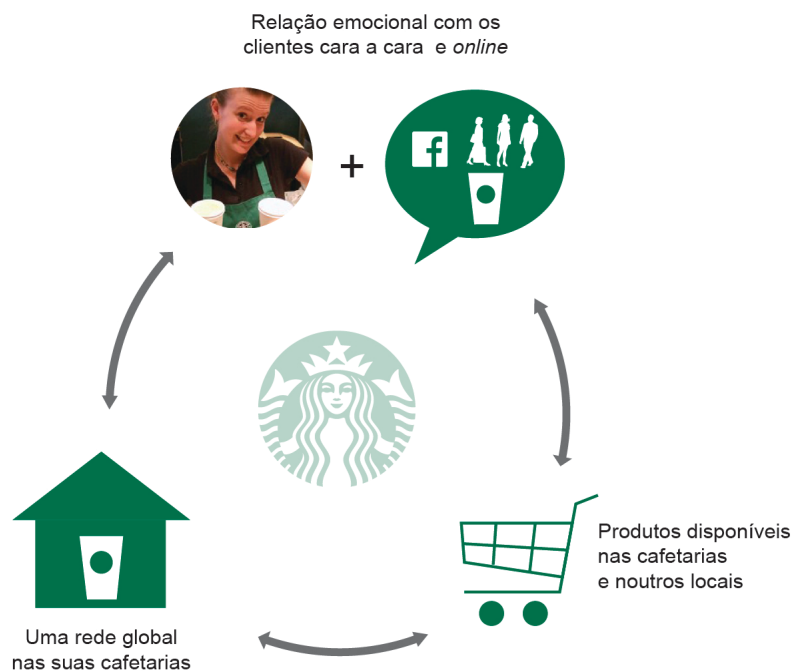 Relação emocional com os
clientes cara a cara e online
+
Produtos disponíveis
nas cafetarias
e noutros locais
Uma rede global
nas suas cafetarias